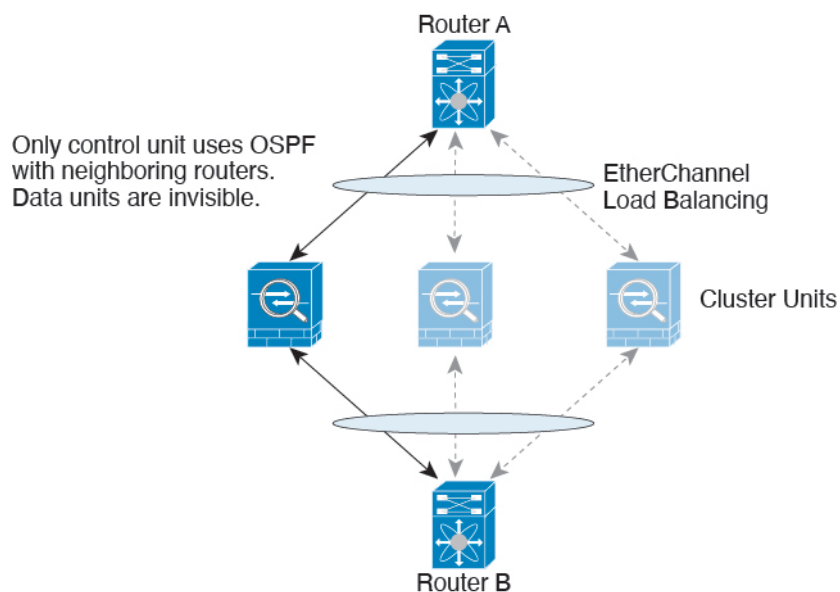 Router A
Only control unit uses OSPF
with neighboring routers.
Data units are invisible.
EtherChannel
Load Balancing
Cluster Units
Router B